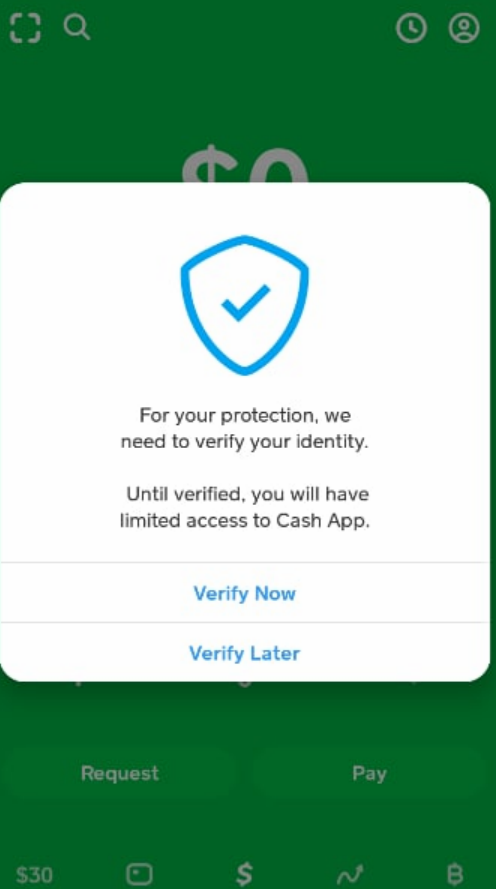 $0
For your protection, we
need to verify your identity.
Until verified, you will have
limited access to Cash App.
Verify Now
Verify Later
Request
Pay
$30
$